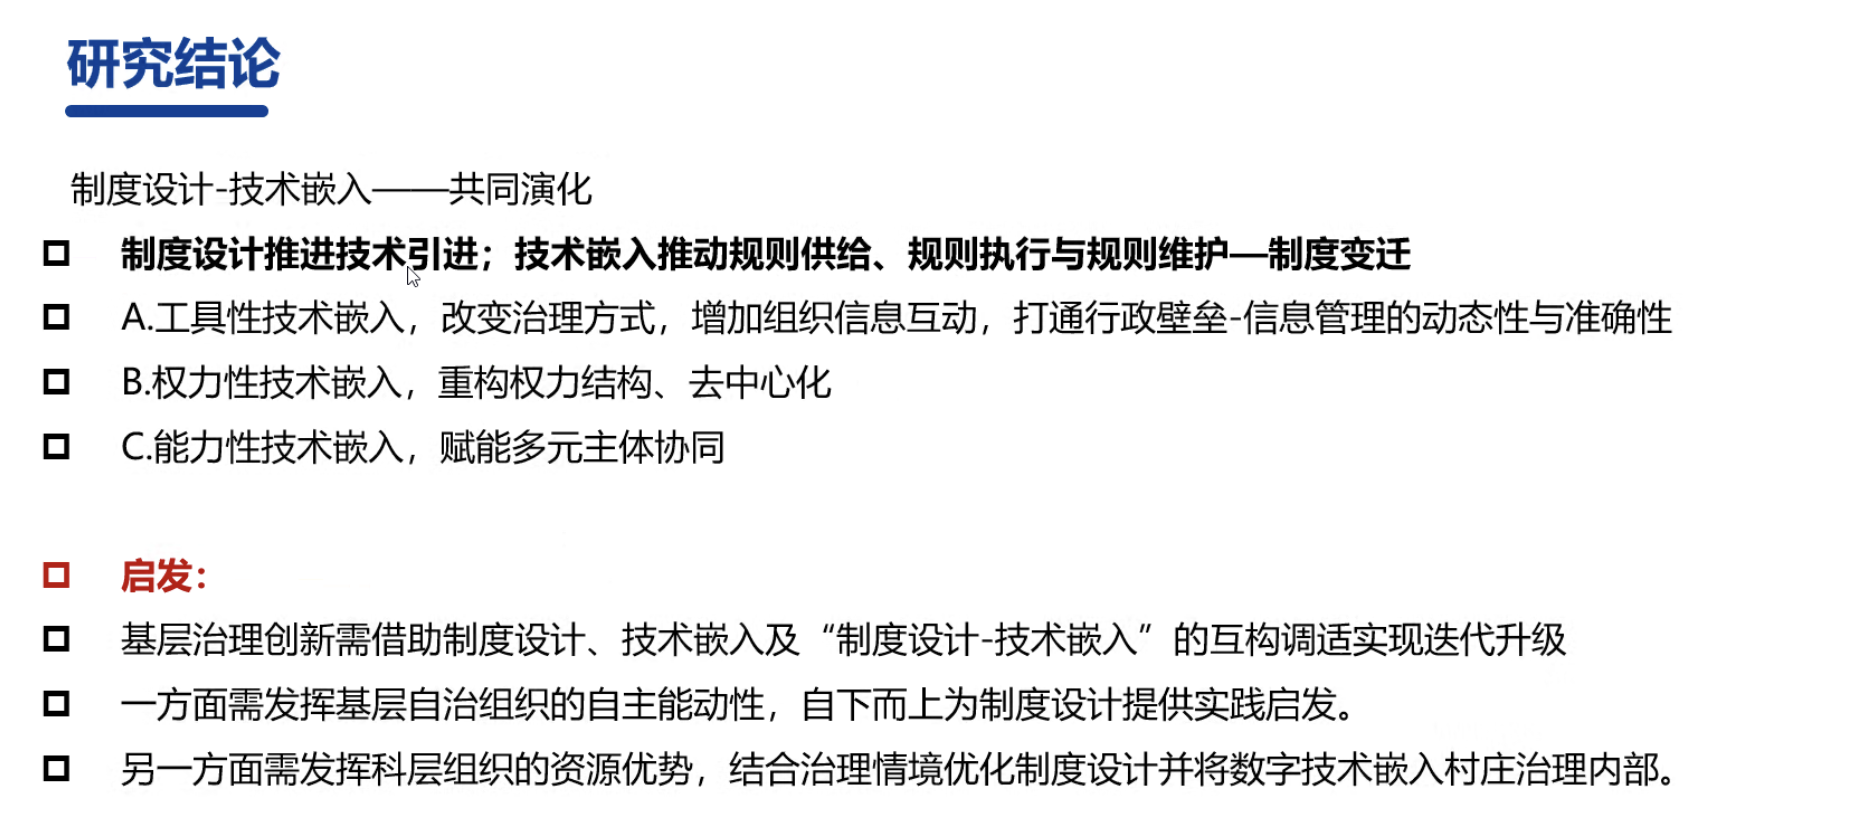 研究结论
制度设计-技术嵌入——共同演化
制度设计推进技术引进；技术嵌入推动规则供给、规则执行与规则维护—制度变迁
A.工具性技术嵌入，改变治理方式，增加组织信息互动，打通行政壁垒-信息管理的动态性与准确性
B.权力性技术嵌入，重构权力结构、去中心化
C.能力性技术嵌入，赋能多元主体协同
启发：
基层治理创新需借助制度设计、技术嵌入及“制度设计-技术嵌入”的互构调适实现迭代升级
一方面需发挥基层自治组织的自主能动性，自下而上为制度设计提供实践启发。
另一方面需发挥科层组织的资源优势，结合治理情境优化制度设计并将数字技术嵌入村庄治理内部。